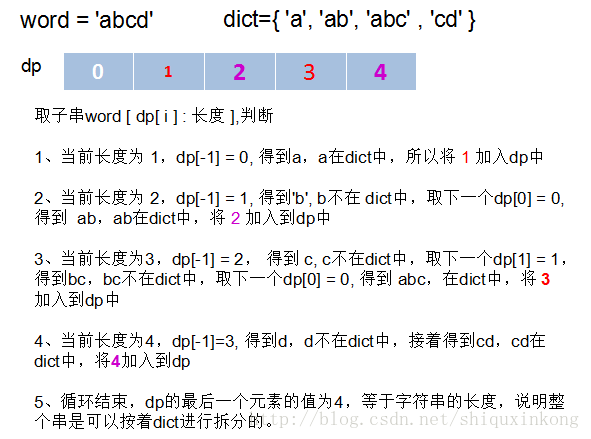 word = 'abcd' dict={ 'a', 'ab', 'abc' , 'cd' }
dp 0 1 2 3 4
取子串word [ dp[ i ] : 长度 ],判断
1、当前长度为 1，dp[-1] = 0, 得到a，a在dict中，所以将 1 加入dp中
2、当前长度为 2，dp[-1] = 1, 得到'b', b不在 dict中，取下一个dp[0] = 0,
得到 ab，ab在dict中，将 2 加入到dp中
3、当前长度为3，dp[-1] = 2， 得到 c, c不在dict中，取下一个dp[1] = 1，
得到bc，bc不在dict中，取下一个dp[0] = 0, 得到 abc，在dict中，将 3
加入到dp中
4、当前长度为4，dp[-1]=3, 得到d，d不在dict中，接着得到cd，cd在
dict中，将4加入到dp
5、循环结束，dp的最后一个元素的值为4，等于字符串的长度，说明整
个串是可以按着dict进行拆分的。
http://blog.csdn.net/shiquxinkong